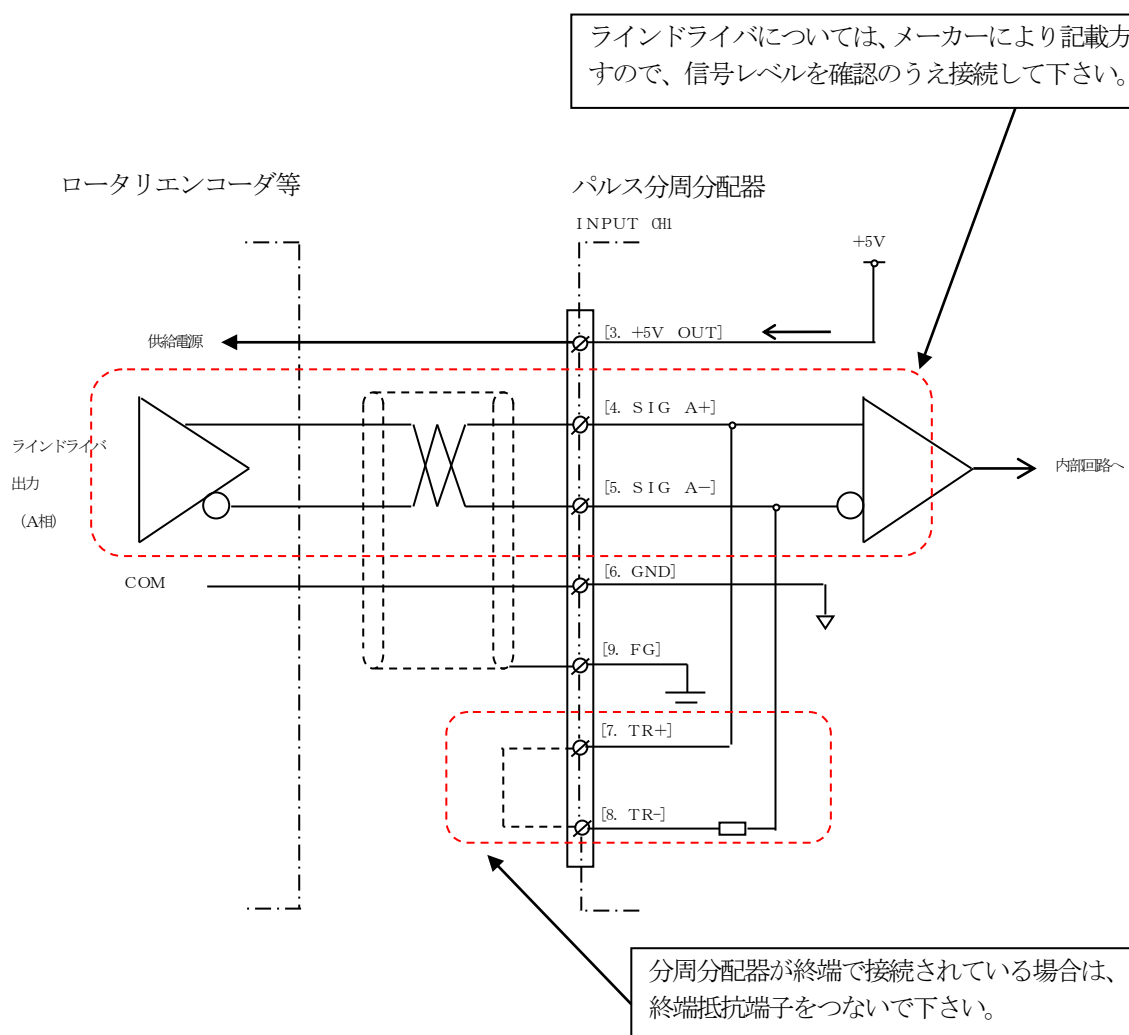 ラインドライバについては、メーカーにより記載方
すので、信号レベルを確認のうえ接続して下さい。
ロータリエンコーダ等
パルス分周分配器
INPUT CH1
+5V
[3. +5V OUT]
供給電源
[4. SIG A+]
ラインドライバ
出力
(A相)
[5. SIG A−]
内部回路へ
COM
[6. GND]
[9. FG]
[7. TR+]
[8. TR-]
分周分配器が終端で接続されている場合は、
終端抵抗端子をつないで下さい。